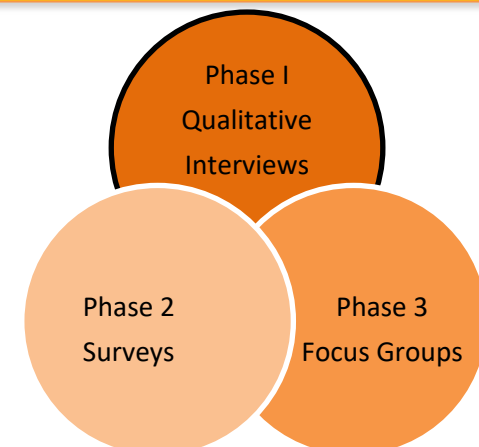 Phase I
Qualitative
Interviews
Phase 2
Surveys
Phase 3
Focus Groups